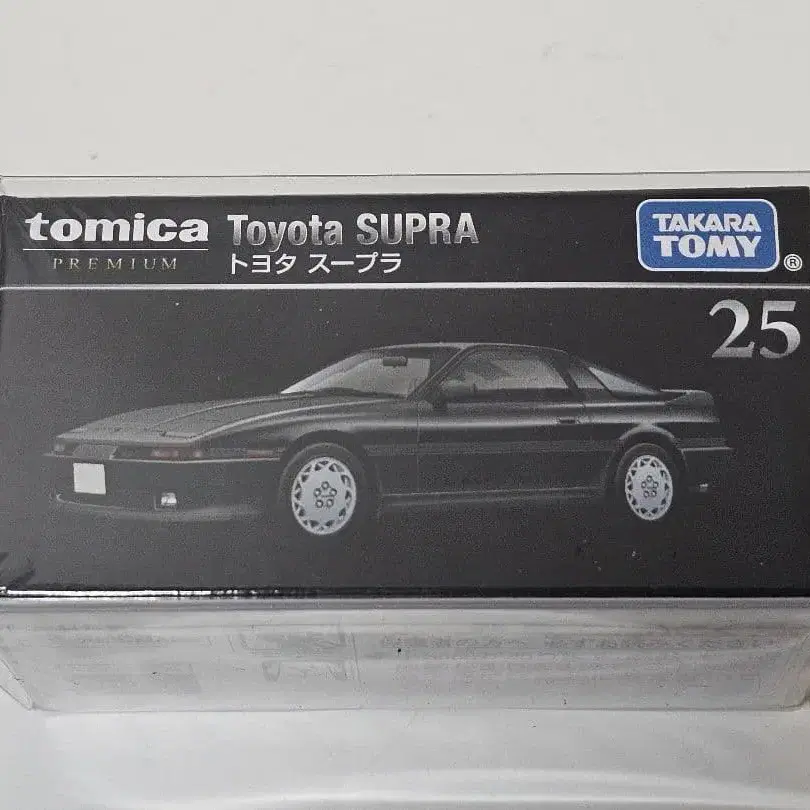 tomica Toyota SUPRA
PREMIUM トヨタ スープラ
TAKARA
TOMY
®
25